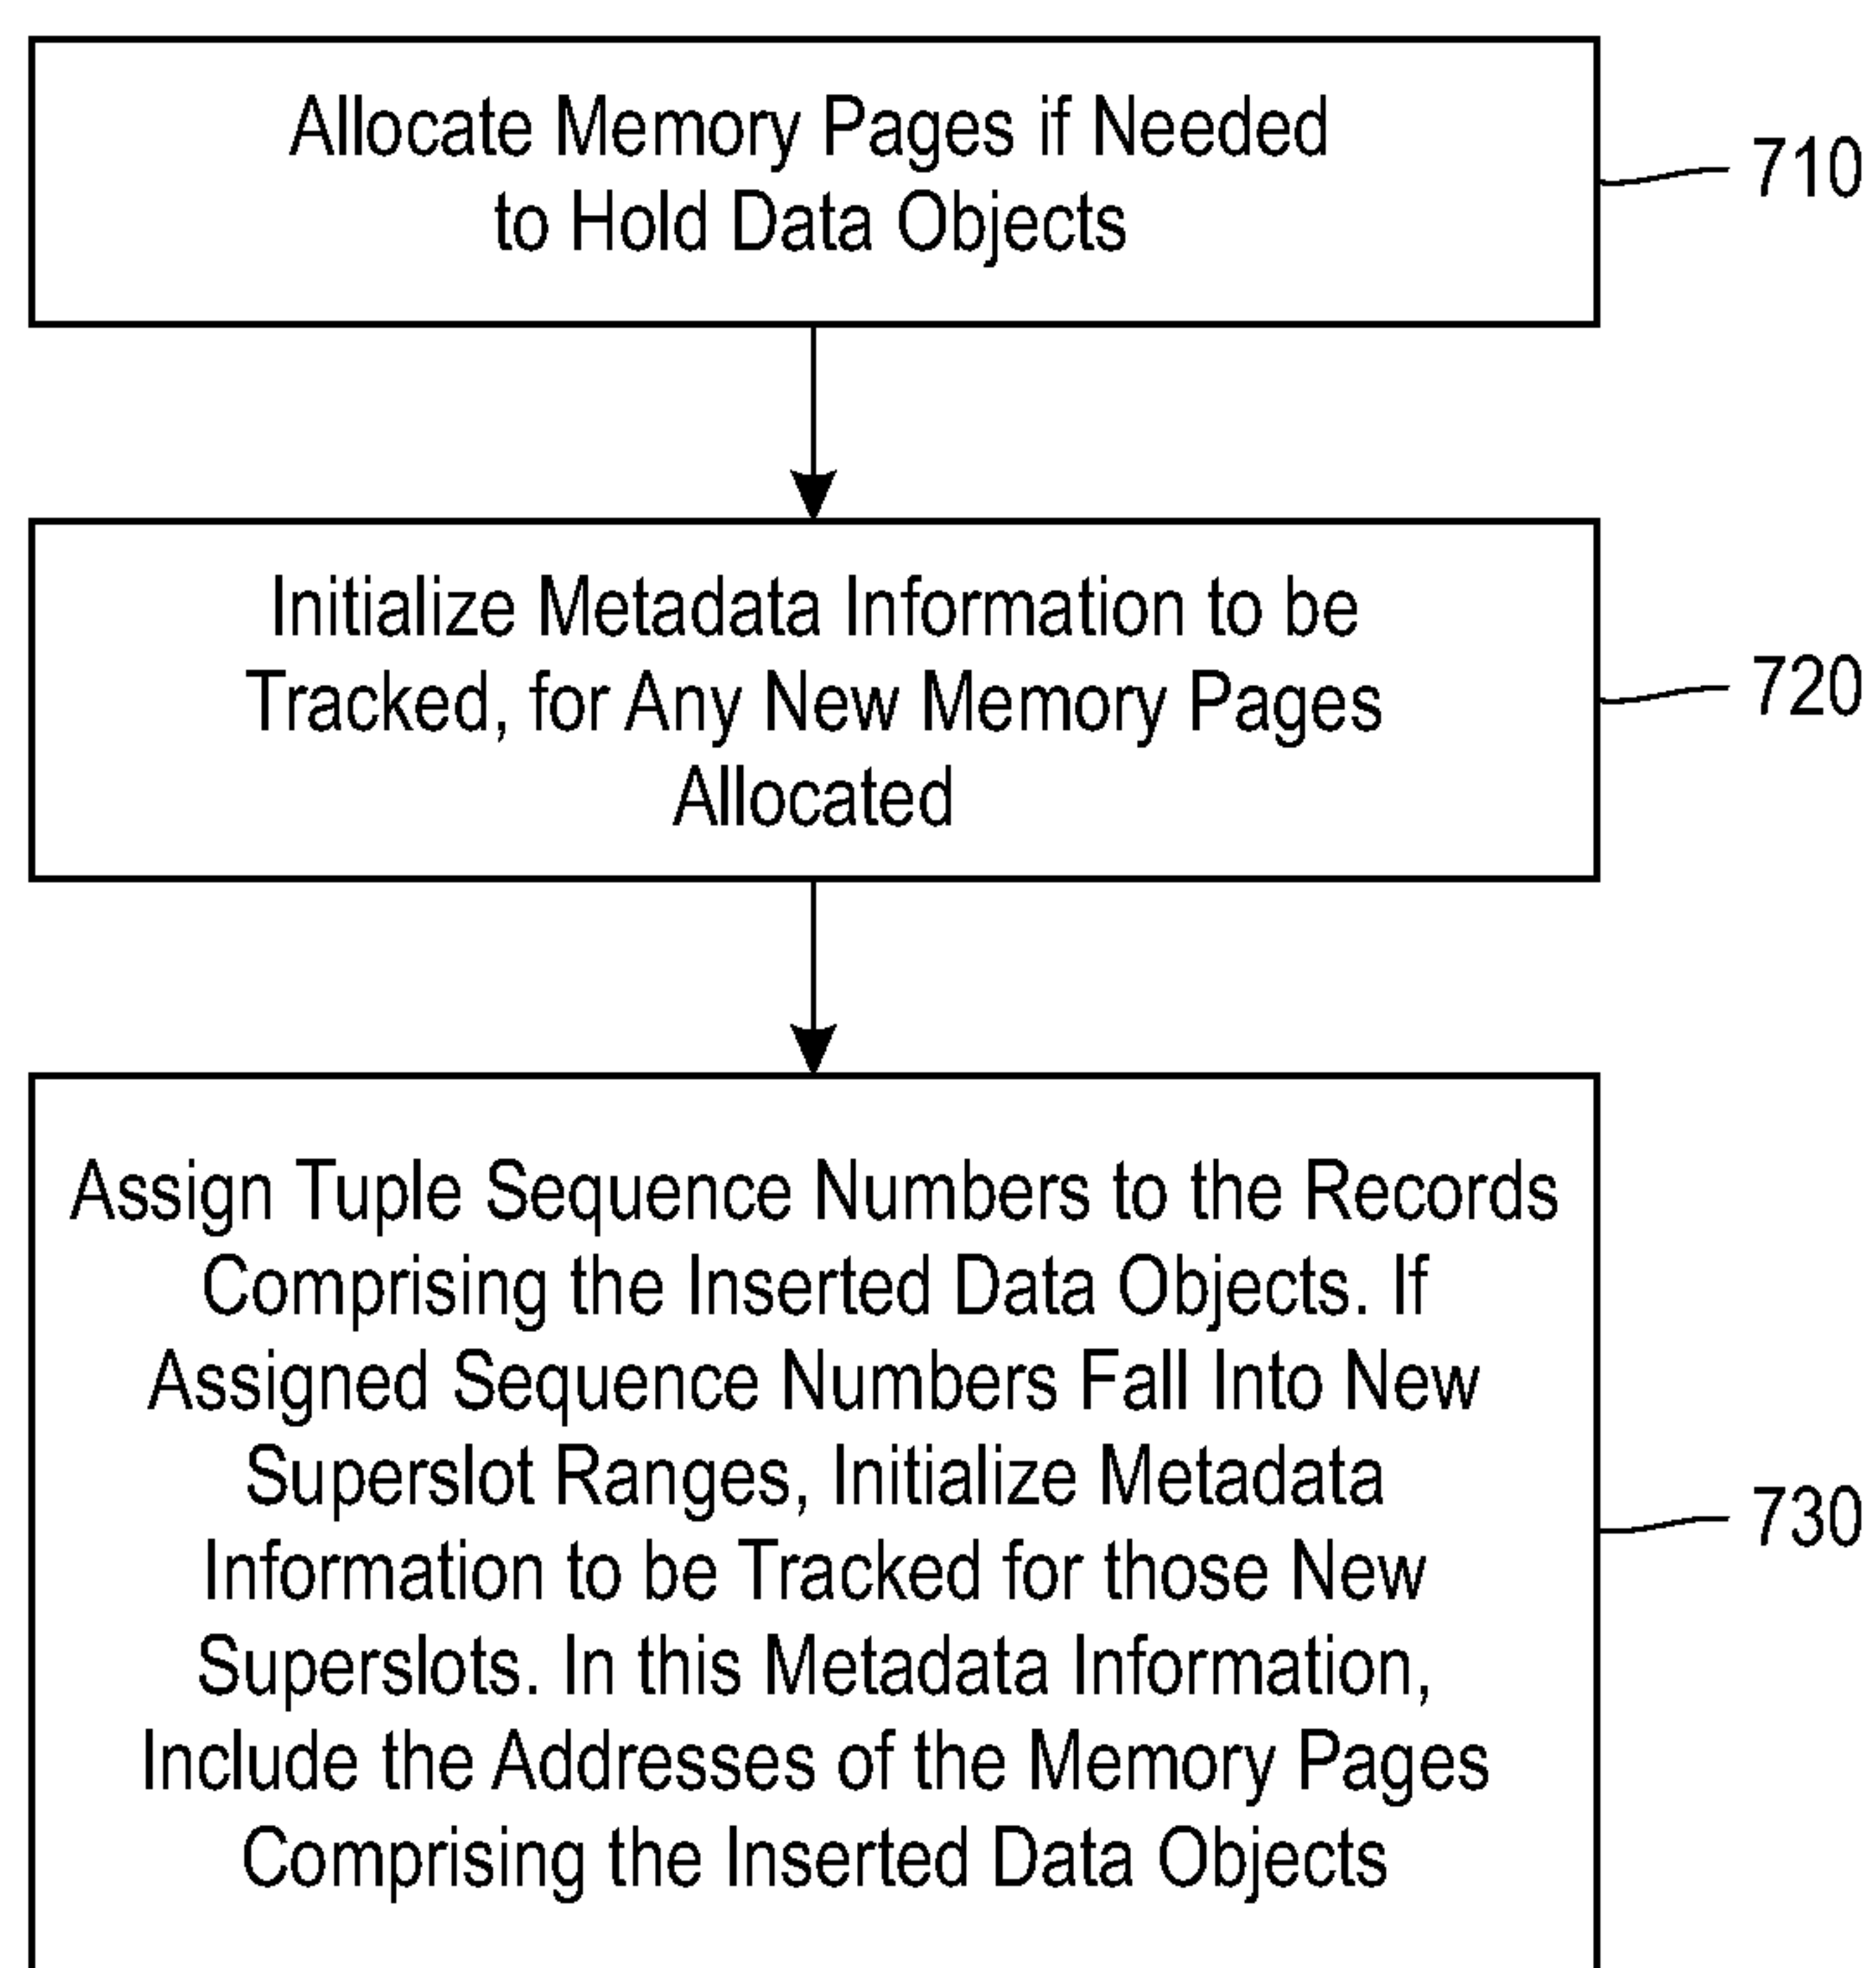 Allocate Memory Pages if Needed
to Hold Data Objects
710
Initialize Metadata Information to be
Tracked, for Any New Memory Pages
Allocated
720
Assign Tuple Sequence Numbers to the Records
Comprising the Inserted Data Objects. If
Assigned Sequence Numbers Fall Into New
Superslot Ranges, Initialize Metadata
Information to be Tracked for those New
Superslots. In this Metadata Information,
Include the Addresses of the Memory Pages
Comprising the Inserted Data Objects
730